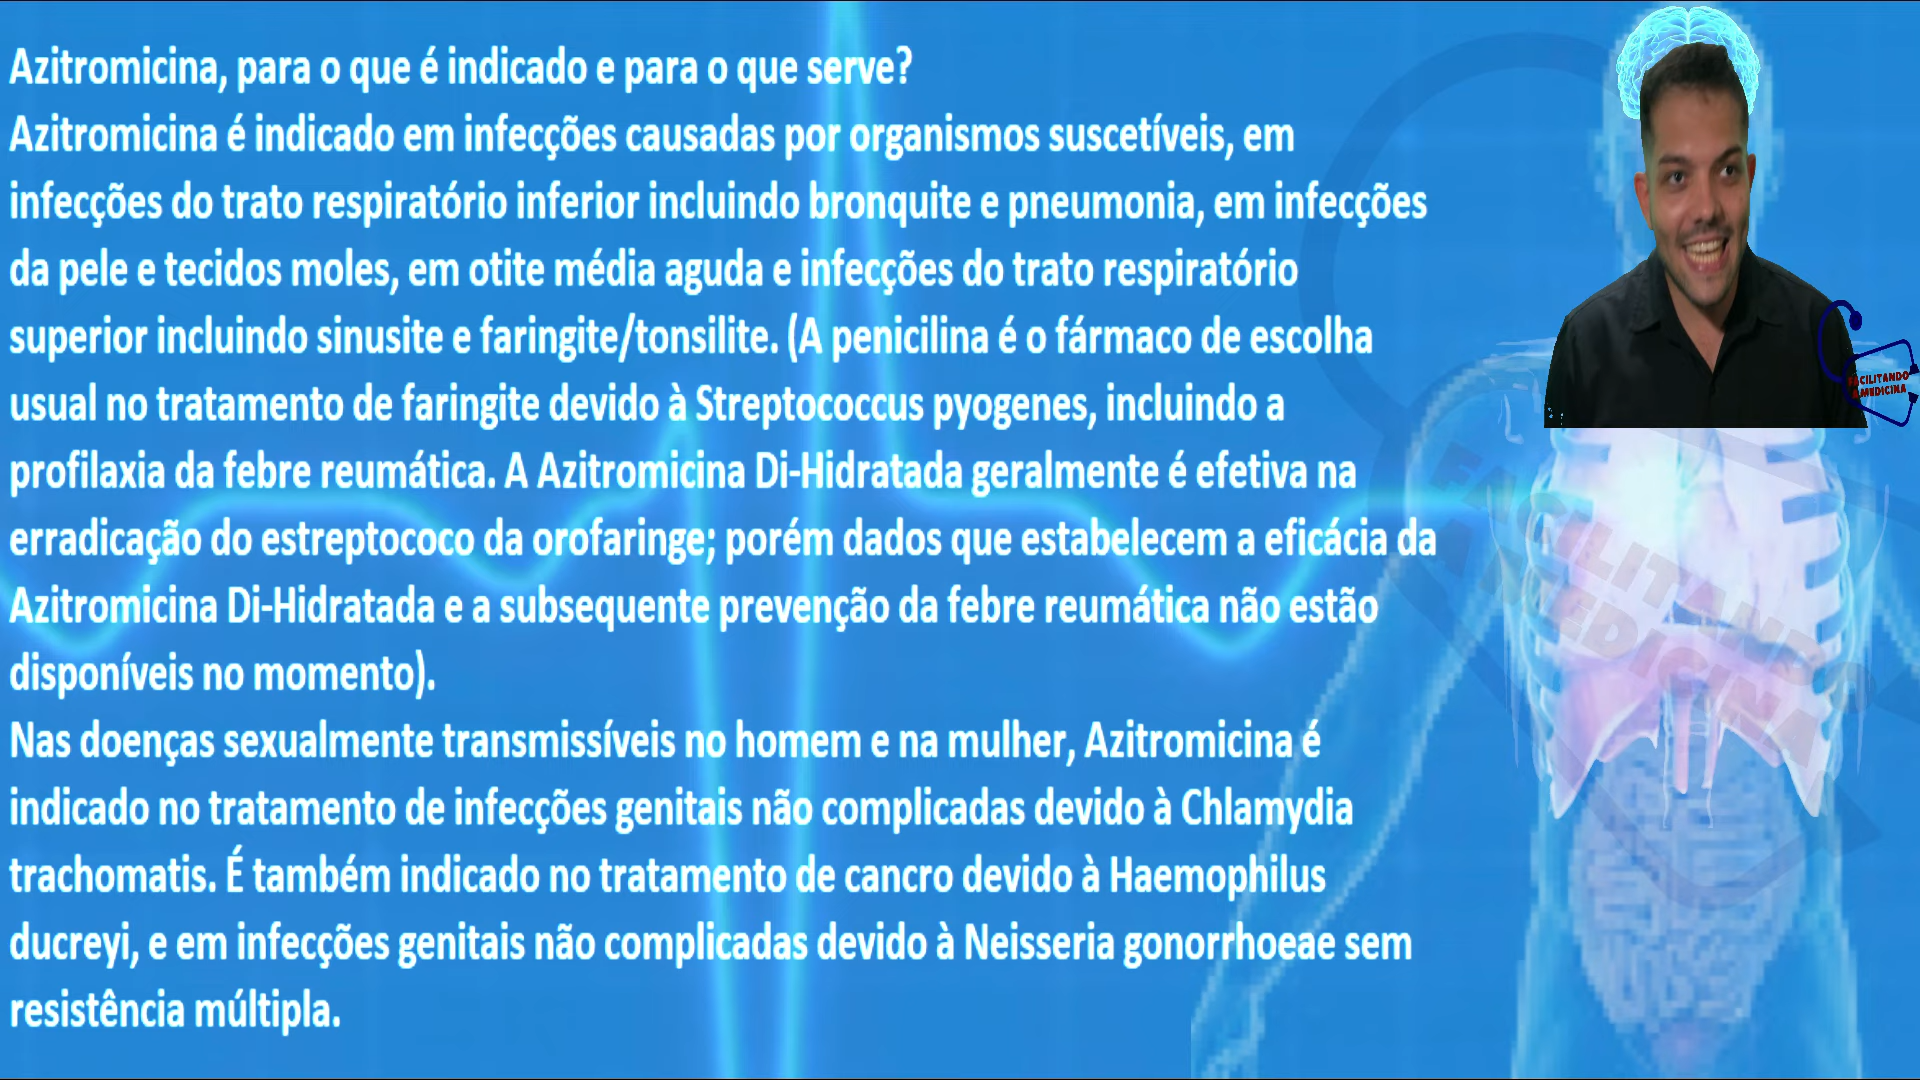 Azitromicina, para o que é indicado e para o que serve?
Azitromicina é indicado em infecções causadas por organismos suscetíveis, em
infecções do trato respiratório inferior incluindo bronquite e pneumonia, em infecções
da pele e tecidos moles, em otite média aguda e infecções do trato respiratório
superior incluindo sinusite e faringite/tonsilite. (A penicilina é o fármaco de escolha
usual no tratamento de faringite devido à Streptococcus pyogenes, incluindo a
profilaxia da febre reumática. A Azitromicina Di-Hidratada geralmente é efetiva na
erradicação do estreptococo da orofaringe; porém dados que estabelecem a eficácia da
Azitromicina Di-Hidratada e a subsequente prevenção da febre reumática não estão
disponíveis no momento).
Nas doenças sexualmente transmissíveis no homem e na mulher, Azitromicina é
indicado no tratamento de infecções genitais não complicadas devido à Chlamydia
trachomatis. É também indicado no tratamento de cancro devido à Haemophilus
ducreyi, e em infecções genitais não complicadas devido à Neisseria gonorrhoeae sem
resistência múltipla.
FACILITANDO
A MEDICINA
FACILITANDO
A MEDICINA